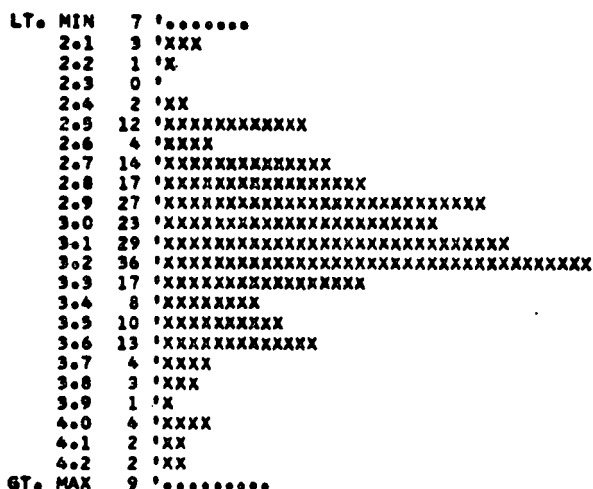 LT. MIN 7 '.......
2.1 3 'XXX
2.2 1 'X
2.3 0 '
2.4 2 'XX
2.5 12 'XXXXXXXXXXXX
2.6 4 'XXXX
2.7 14 'XXXXXXXXXXXXXX
2.8 17 'XXXXXXXXXXXXXXXXX
2.9 27 'XXXXXXXXXXXXXXXXXXXXXXXXXXX
3.0 23 'XXXXXXXXXXXXXXXXXXXXXXX
3.1 29 'XXXXXXXXXXXXXXXXXXXXXXXXXXXXX
3.2 36 'XXXXXXXXXXXXXXXXXXXXXXXXXXXXXXXXXXXX
3.3 17 'XXXXXXXXXXXXXXXXX
3.4 8 'XXXXXXXX
3.5 10 'XXXXXXXXXX
3.6 13 'XXXXXXXXXXXXX
3.7 4 'XXXX
3.8 3 'XXX
3.9 1 'X
4.0 4 'XXXX
4.1 2 'XX
4.2 2 'XX
GT. MAX 9 '.........